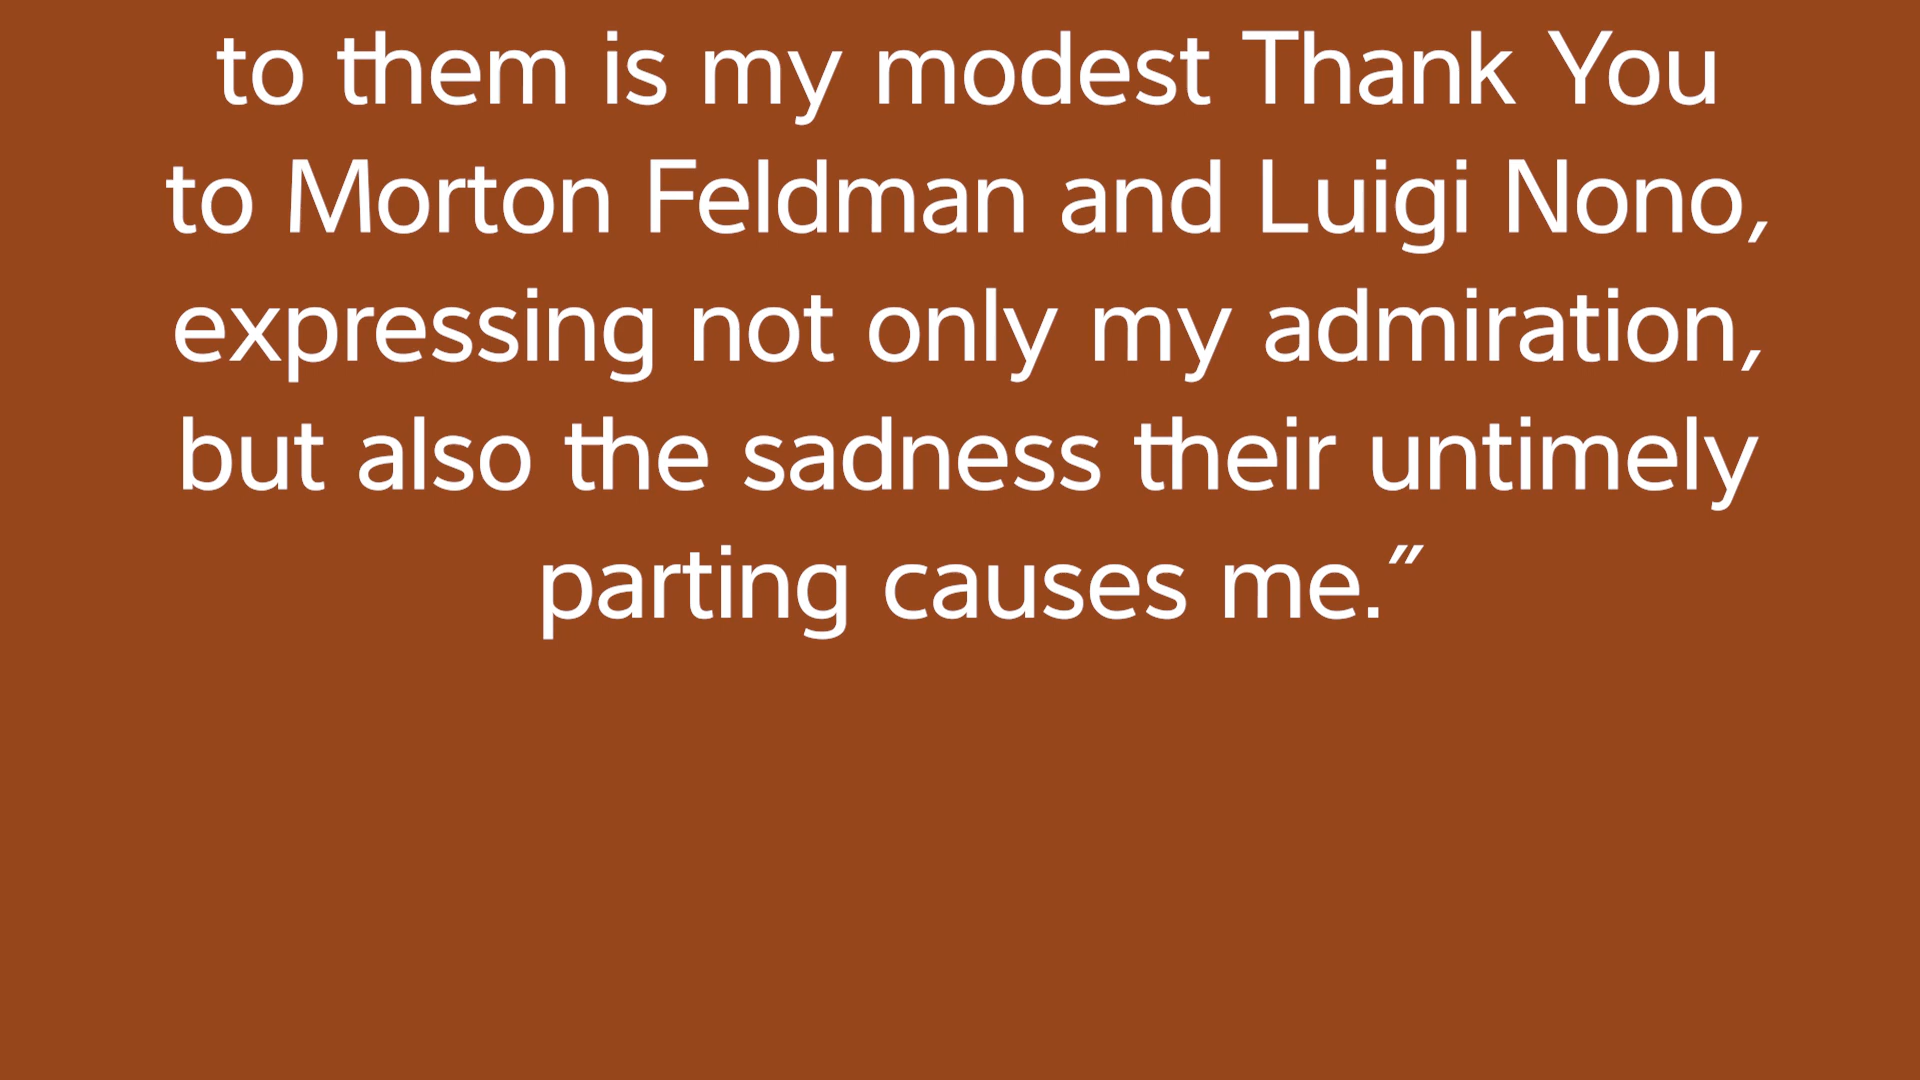 to them is my modest Thank You
to Morton Feldman and Luigi Nono,
expressing not only my admiration,
but also the sadness their untimely
parting causes me.”